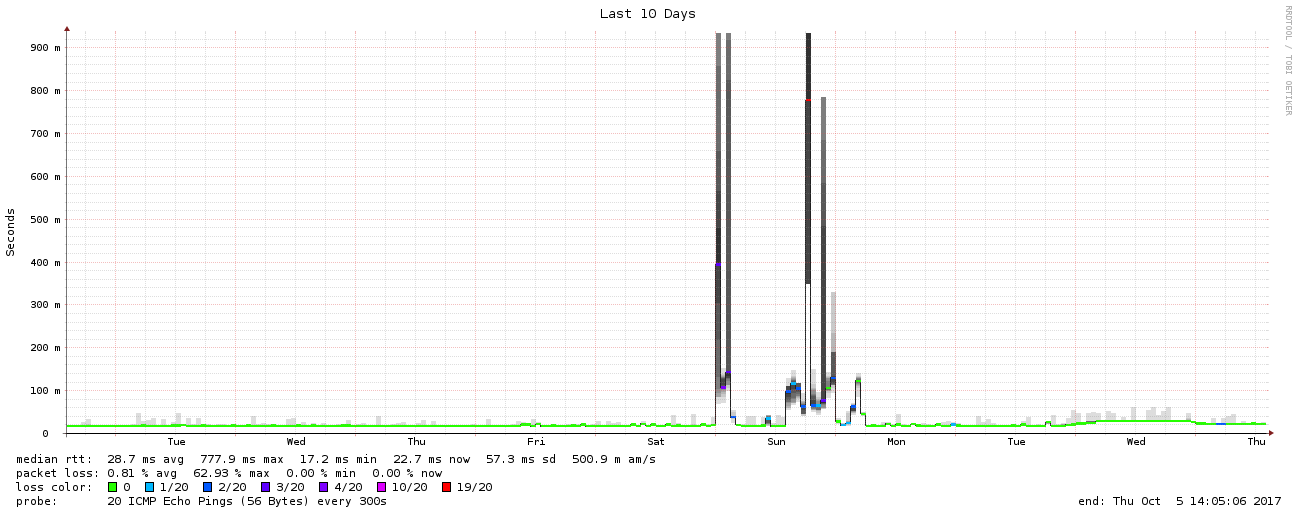 Last 10 Days
RRDTOOL / TOBI OETIKER
Seconds
900 m
800 m
700 m
600 m
500 m
400 m
300 m
200 m
100 m
0
Tue Wed Thu Fri Sat Sun Mon Tue Wed Thu
median rtt: 28.7 ms avg 777.9 ms max 17.2 ms min 22.7 ms now 57.3 ms sd 500.9 m am/s
packet loss: 0.81 % avg 62.93 % max 0.00 % min 0.00 % now
loss color: 0 1/20 2/20 3/20 4/20 10/20 19/20
probe: 20 ICMP Echo Pings (56 Bytes) every 300s end: Thu Oct 5 14:05:06 2017